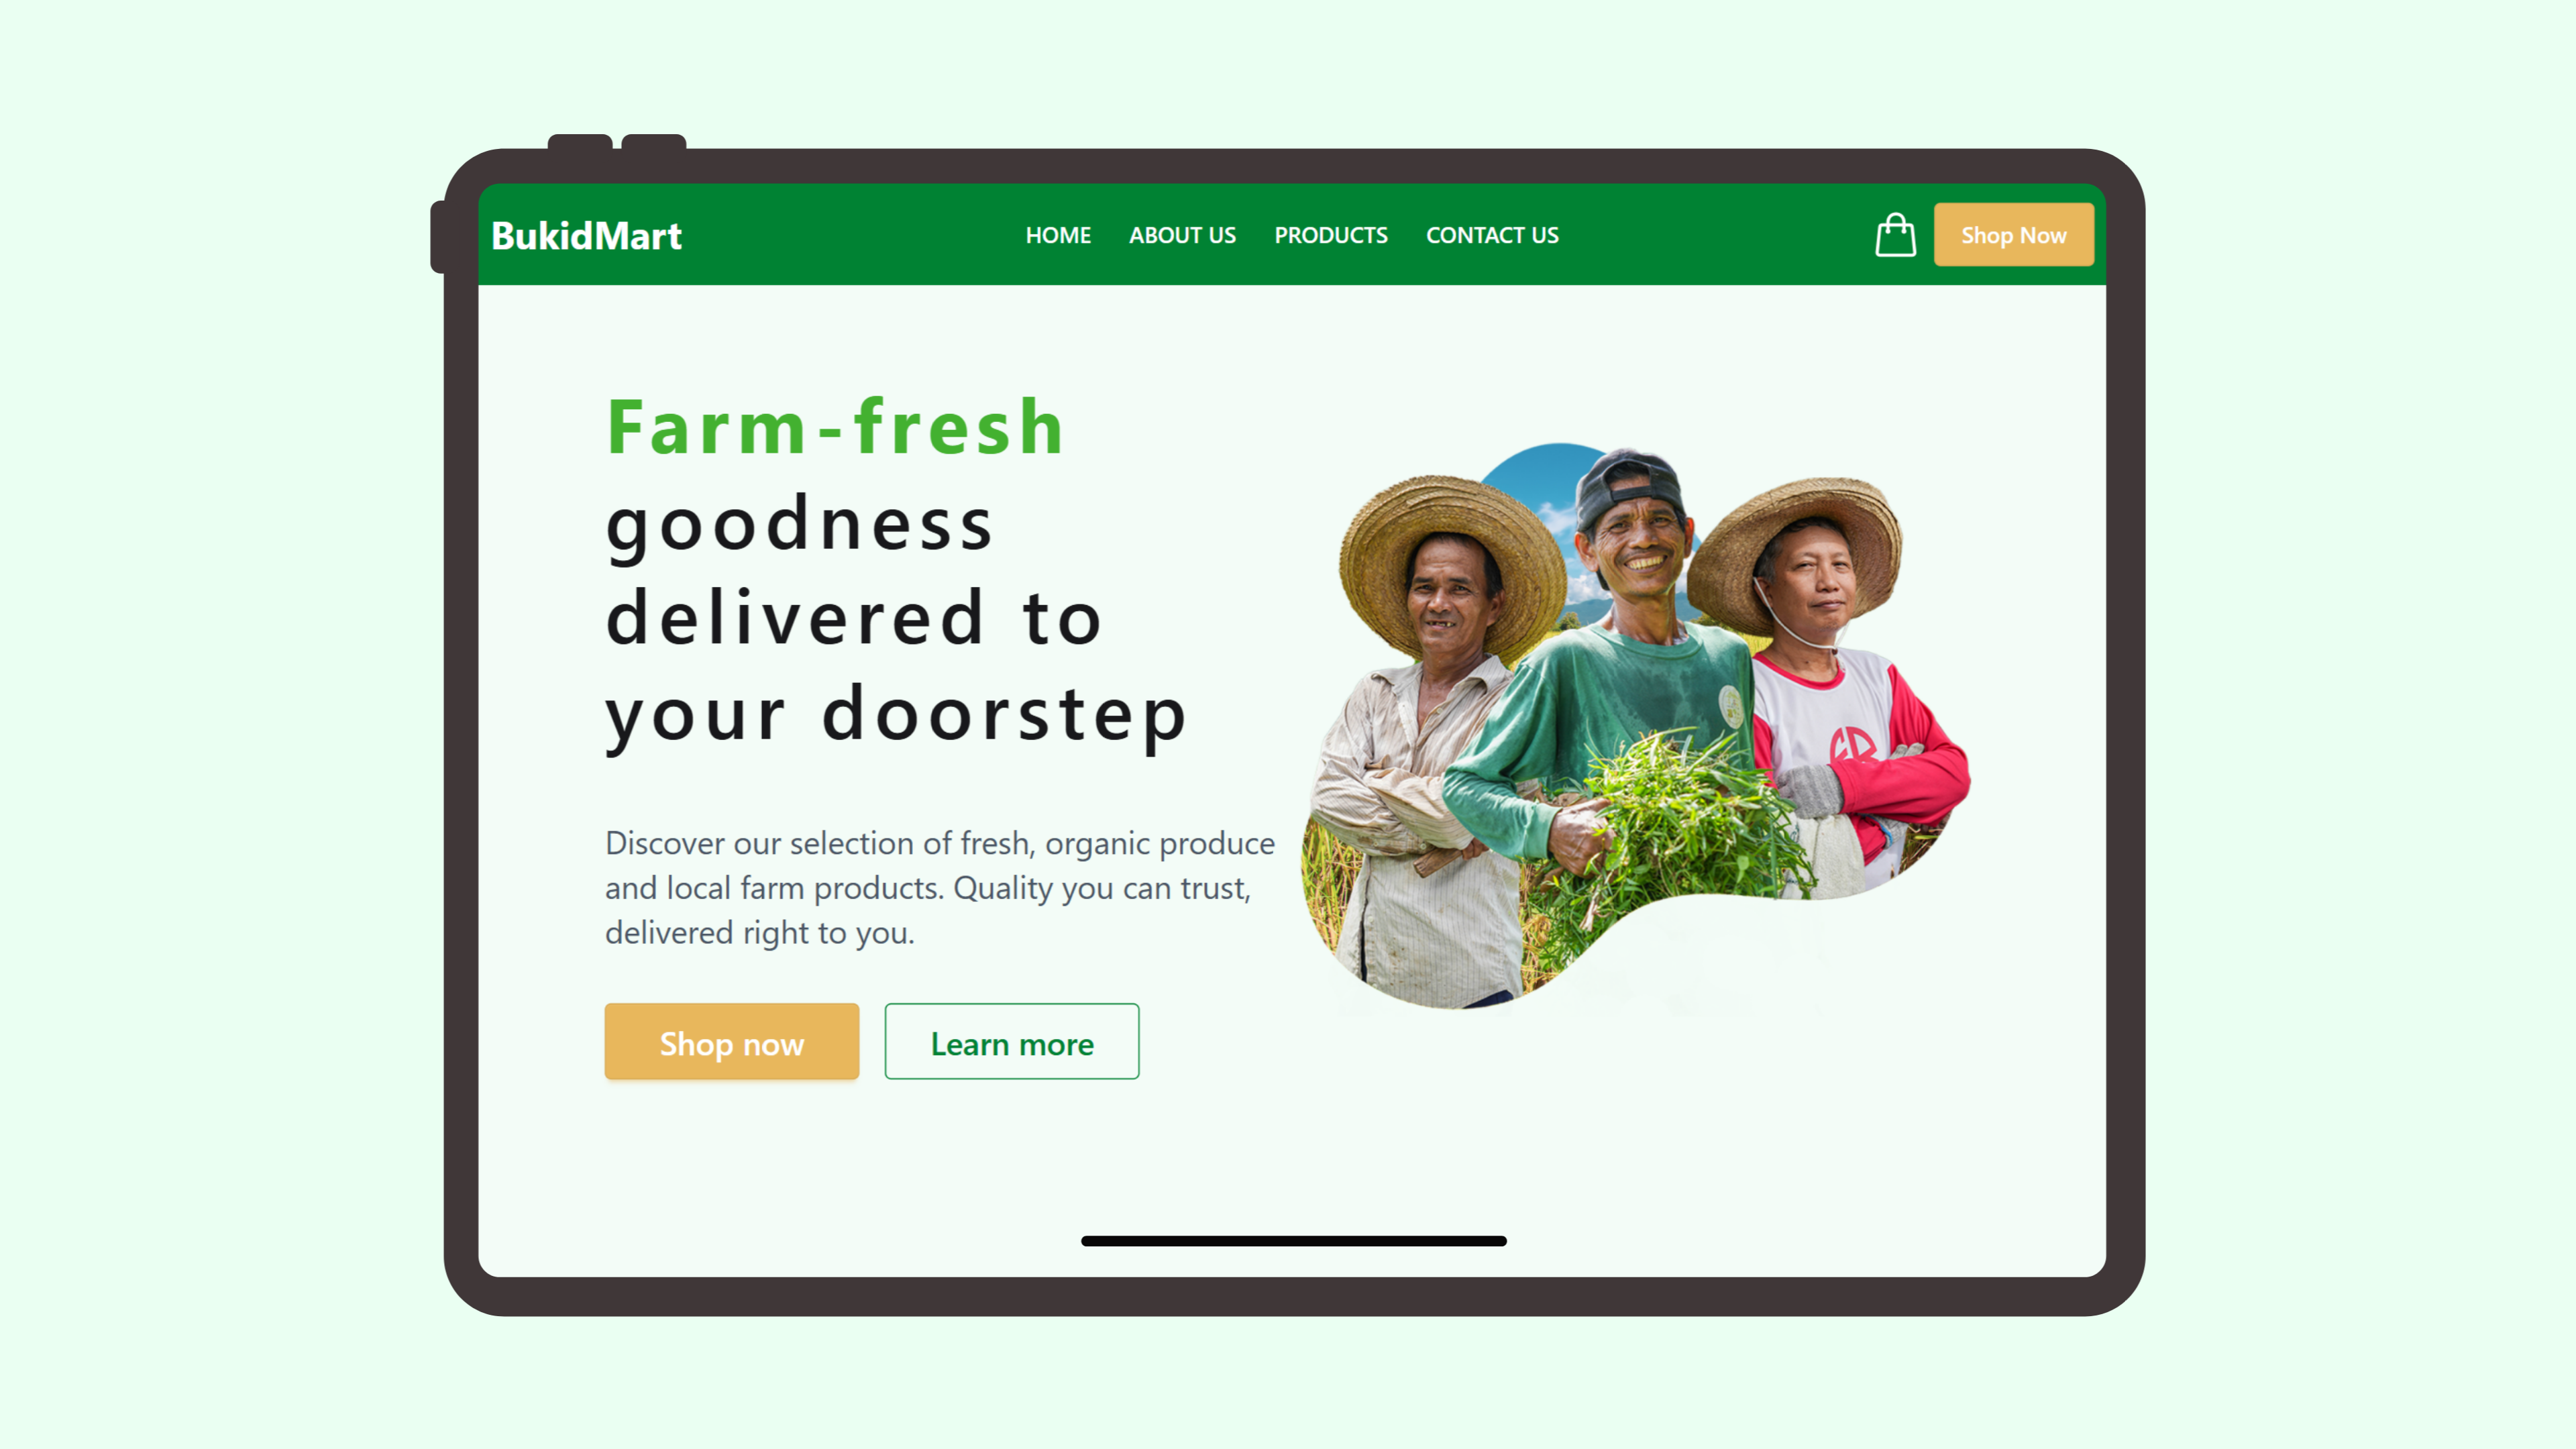 BukidMart
HOME ABOUT US PRODUCTS CONTACT US
Shop Now
Farm-fresh
goodness
delivered to
your doorstep
Discover our selection of fresh, organic produce
and local farm products. Quality you can trust,
delivered right to you.
Shop now
Learn more